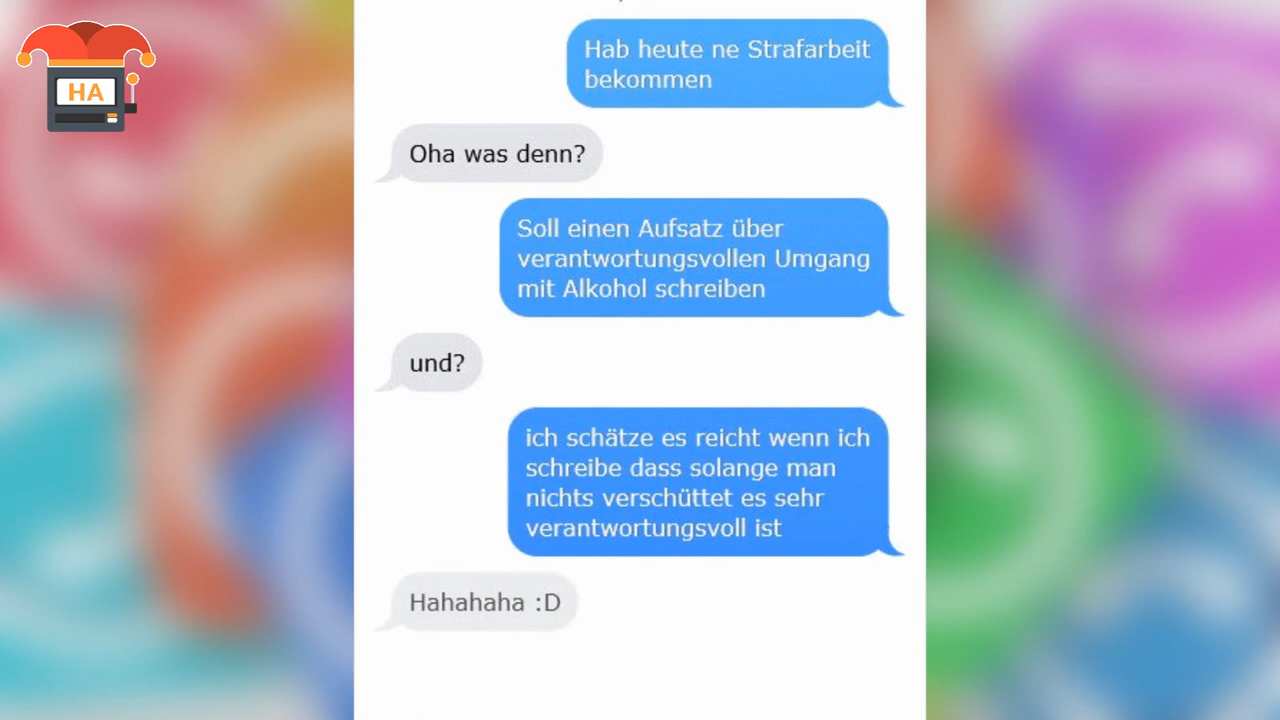 HA
Hab heute ne Strafarbeit
bekommen
Oha was denn?
Soll einen Aufsatz über
verantwortungsvollen Umgang
mit Alkohol schreiben
und?
ich schätze es reicht wenn ich
schreibe dass solange man
nichts verschüttet es sehr
verantwortungsvoll ist
Hahahaha :D